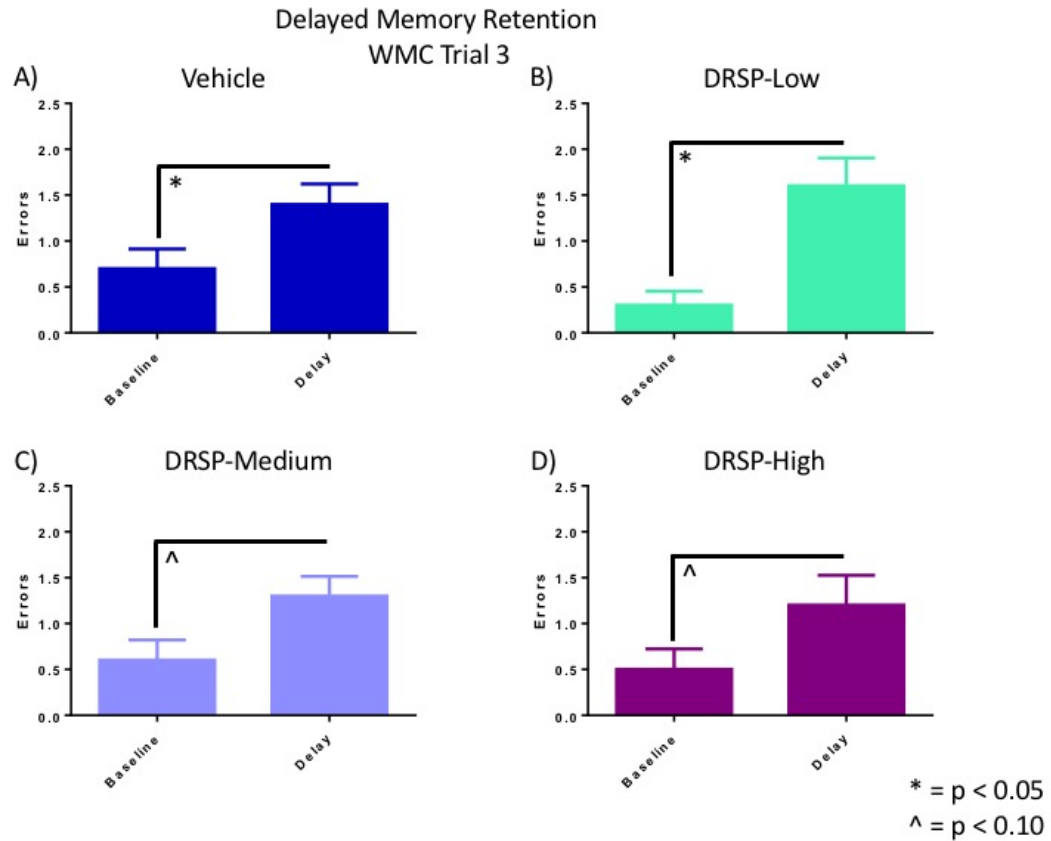 Delayed Memory Retention
WMC Trial 3
A)
Vehicle
2.5
2.0
1.5
1.0
0.5
0.0
Errors
*
Baseline
Delay
B)
DRSP-Low
2.5
2.0
1.5
1.0
0.5
0.0
Errors
*
Baseline
Delay
C)
DRSP-Medium
2.5
2.0
1.5
1.0
0.5
0.0
Errors
^
Baseline
Delay
D)
DRSP-High
2.5
2.0
1.5
1.0
0.5
0.0
Errors
^
Baseline
Delay
* = p < 0.05
^ = p < 0.10